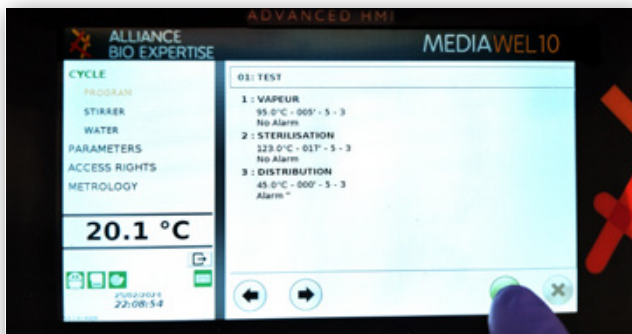 ADVANCED HMI
ALLIANCE
BIO EXPERTISE
MEDIAWEL10
CYCLE
PROGRAM
STIRRER
WATER
PARAMETERS
ACCESS RIGHTS
METROLOGY
20.1 °C
22:08:54
01: TEST
1 : VAPEUR
95.0°C - 005' - 5 - 3
No Alarm
2 : STERILISATION
123.0°C - 017' - 5 - 3
No Alarm
3 : DISTRIBUTION
45.0°C - 000' - 5 - 3
Alarm "